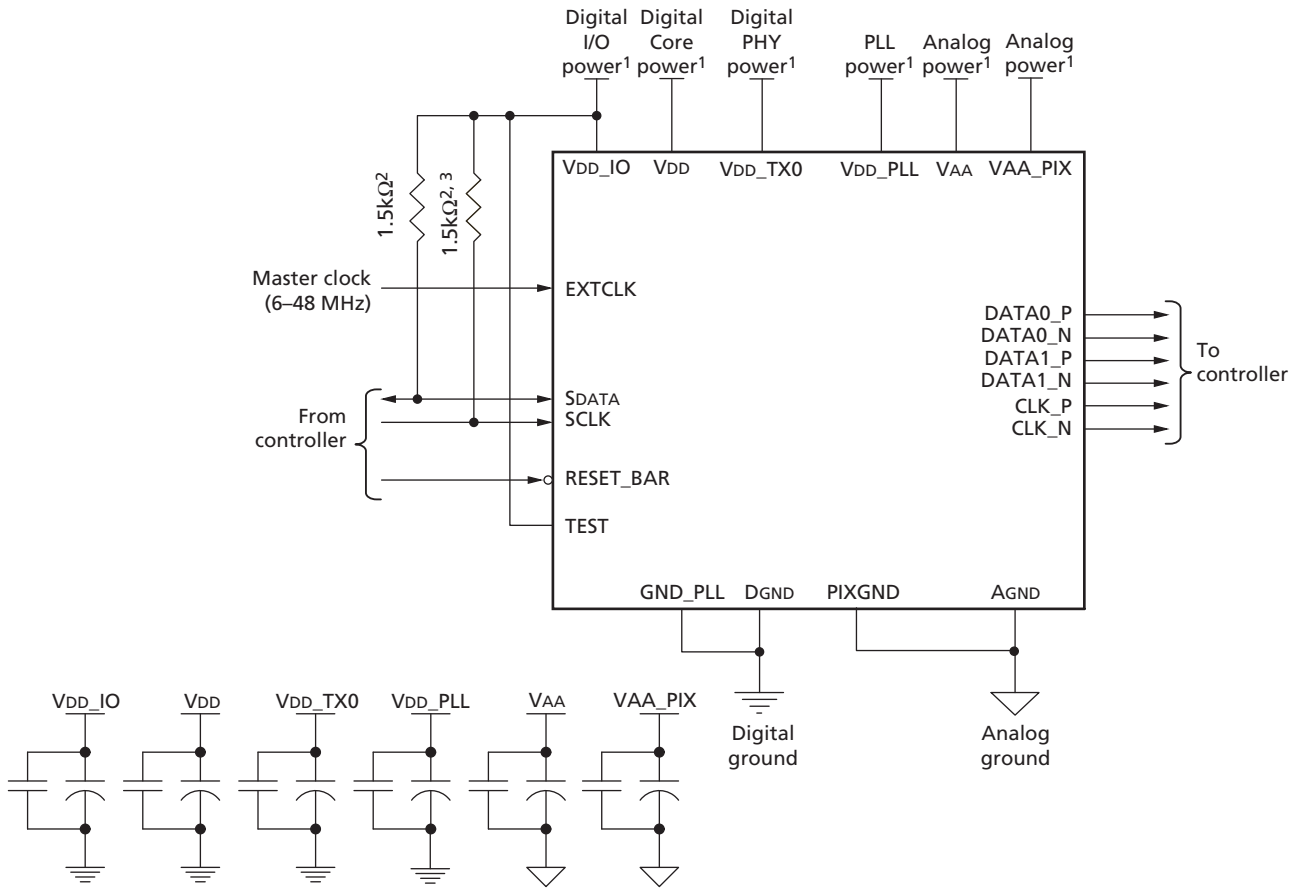 Digital
I/O
power1
Digital
Core
power1
Digital
PHY
power1
PLL
power1
Analog
power1
Analog
power1
VDD_IO
VDD
VDD_TX0
VDD_PLL
VAA
VAA_PIX
1.5kΩ2
1.5kΩ2, 3
Master clock
(6–48 MHz)
EXTCLK
DATA0_P
DATA0_N
DATA1_P
DATA1_N
CLK_P
CLK_N
To
controller
From
controller
SDATA
SCLK
RESET_BAR
TEST
GND_PLL
DGND
PIXGND
AGND
Digital
ground
Analog
ground
VDD_IO
VDD
VDD_TX0
VDD_PLL
VAA
VAA_PIX